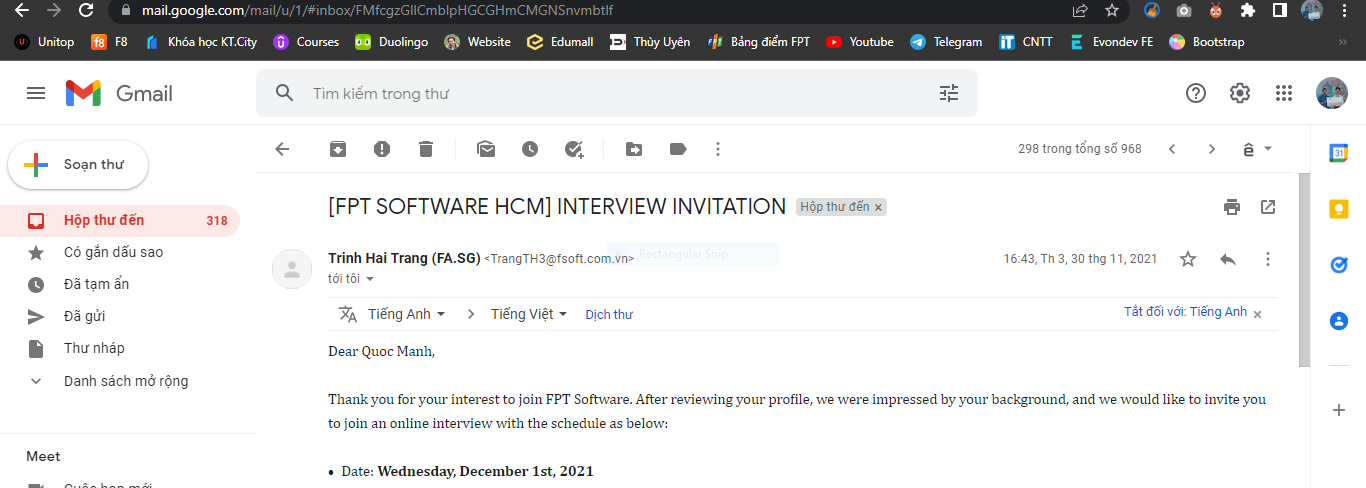 mail.google.com/mail/u/1/#inbox/FMfcgzGllCmblpHGCGHmCMGNSnvmbtlf
Unitop F8 Khóa học KT.City Courses Duolingo Website Edumall Thùy Uyên Bảng điểm FPT Youtube Telegram CNTT Evondev FE Bootstrap »
Gmail
Tìm kiếm trong thư
Soạn thư
298 trong tổng số 968
ê
Hộp thư đến 318
Có gắn dấu sao
Đã tạm ẩn
Đã gửi
Thư nháp
Danh sách mở rộng
Meet
Cuộc họp mới
[FPT SOFTWARE HCM] INTERVIEW INVITATION Hộp thư đến ×
Trinh Hai Trang (FA.SG) <TrangTH3@fsoft.com.vn>
Rectangular Snip
16:43, Th 3, 30 thg 11, 2021
tới tôi
Tiếng Anh > Tiếng Việt Dịch thư
Tắt đối với: Tiếng Anh ×
Dear Quoc Manh,
Thank you for your interest to join FPT Software. After reviewing your profile, we were impressed by your background, and we would like to invite you
to join an online interview with the schedule as below:
• Date: Wednesday, December 1st, 2021
31